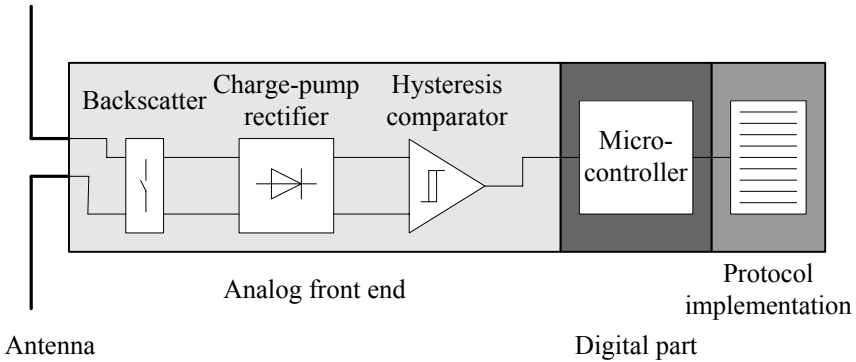 Backscatter
Charge-pump
rectifier
Hysteresis
comparator
Micro-
controller
Analog front end
Protocol
implementation
Antenna
Digital part